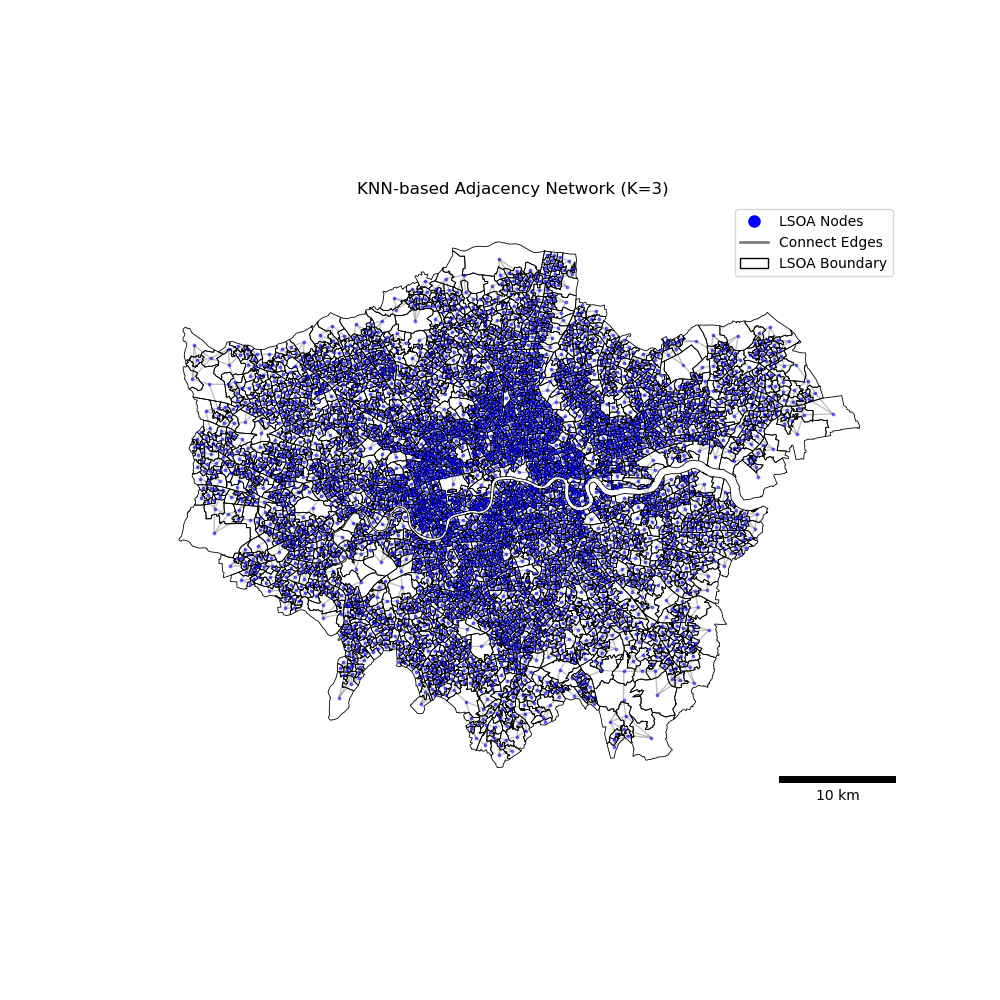 KNN-based Adjacency Network (K=3)
LSOA Nodes
Connect Edges
LSOA Boundary
10 km